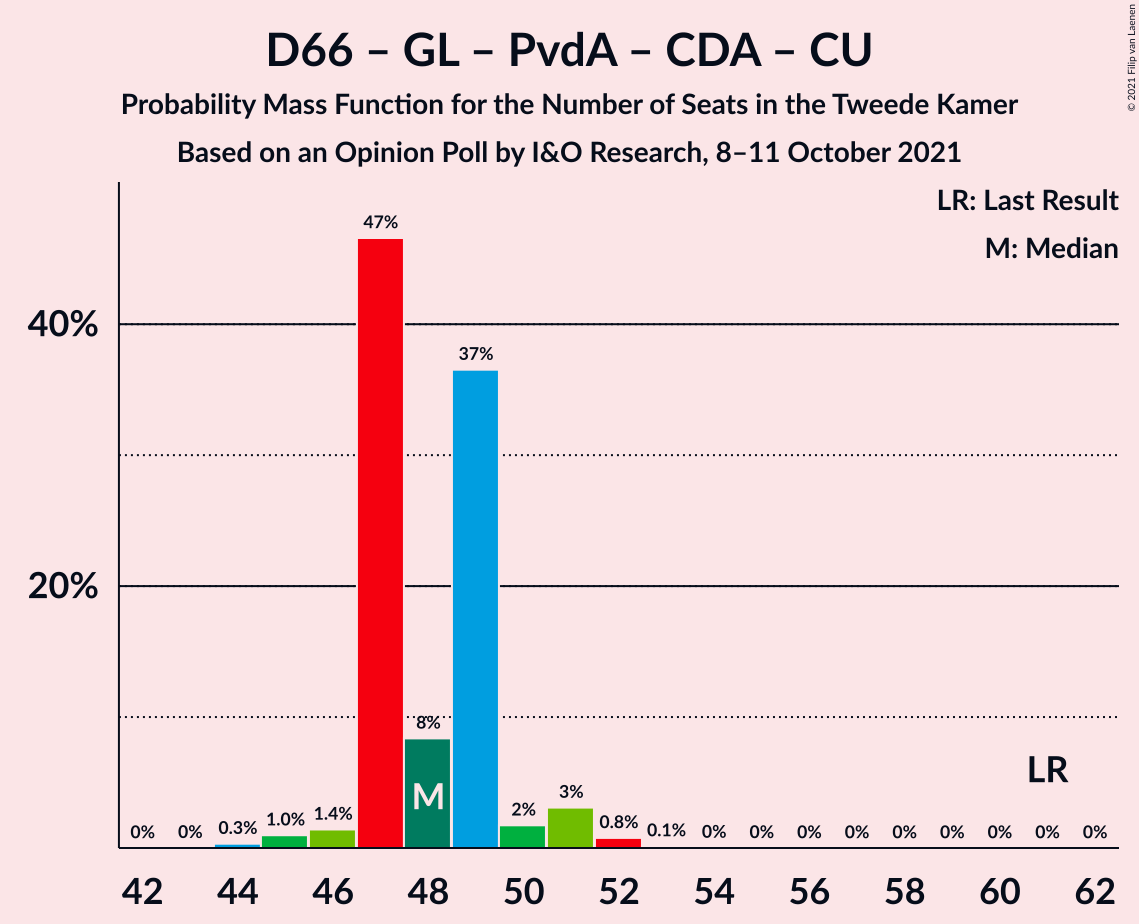 D66 – GL – PvdA – CDA – CU
Probability Mass Function for the Number of Seats in the Tweede Kamer
Based on an Opinion Poll by I&O Research, 8–11 October 2021
© 2021 Filip van Laenen
LR: Last Result
M: Median
40%
20%
0% 0% 0.3% 1.0% 1.4% 47% 8% 37% 2% 3% 0.8% 0.1% 0% 0% 0% 0% 0% 0% 0% 0% 0%
M
LR
42 44 46 48 50 52 54 56 58 60 62